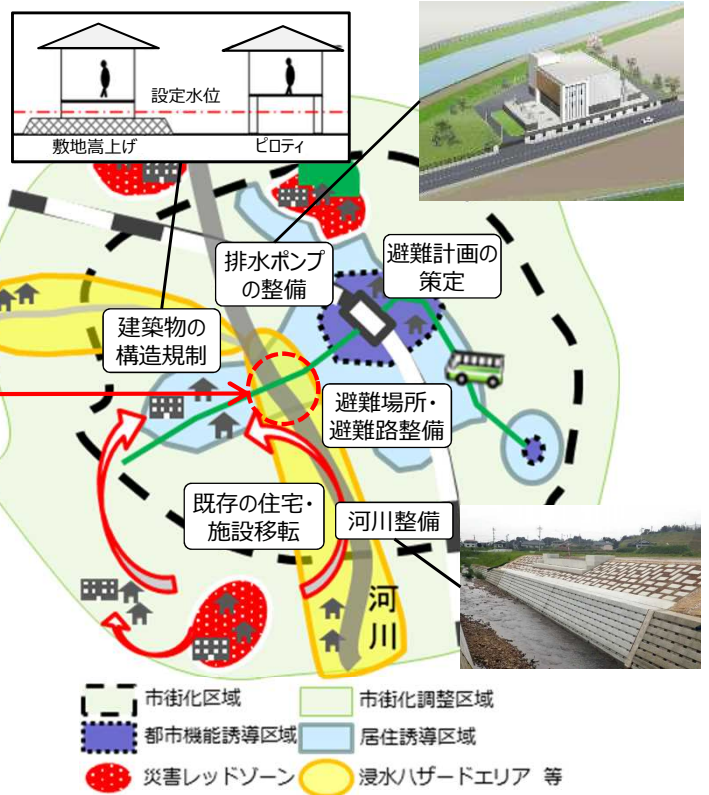 設定水位
敷地嵩上げ
ピロティ
排水ポンプ
の整備
避難計画の
策定
建築物の
構造規制
避難場所・
避難路整備
既存の住宅・
施設移転
河川整備
河川
市街化区域
市街化調整区域
都市機能誘導区域
居住誘導区域
災害レッドゾーン
浸水ハザードエリア 等